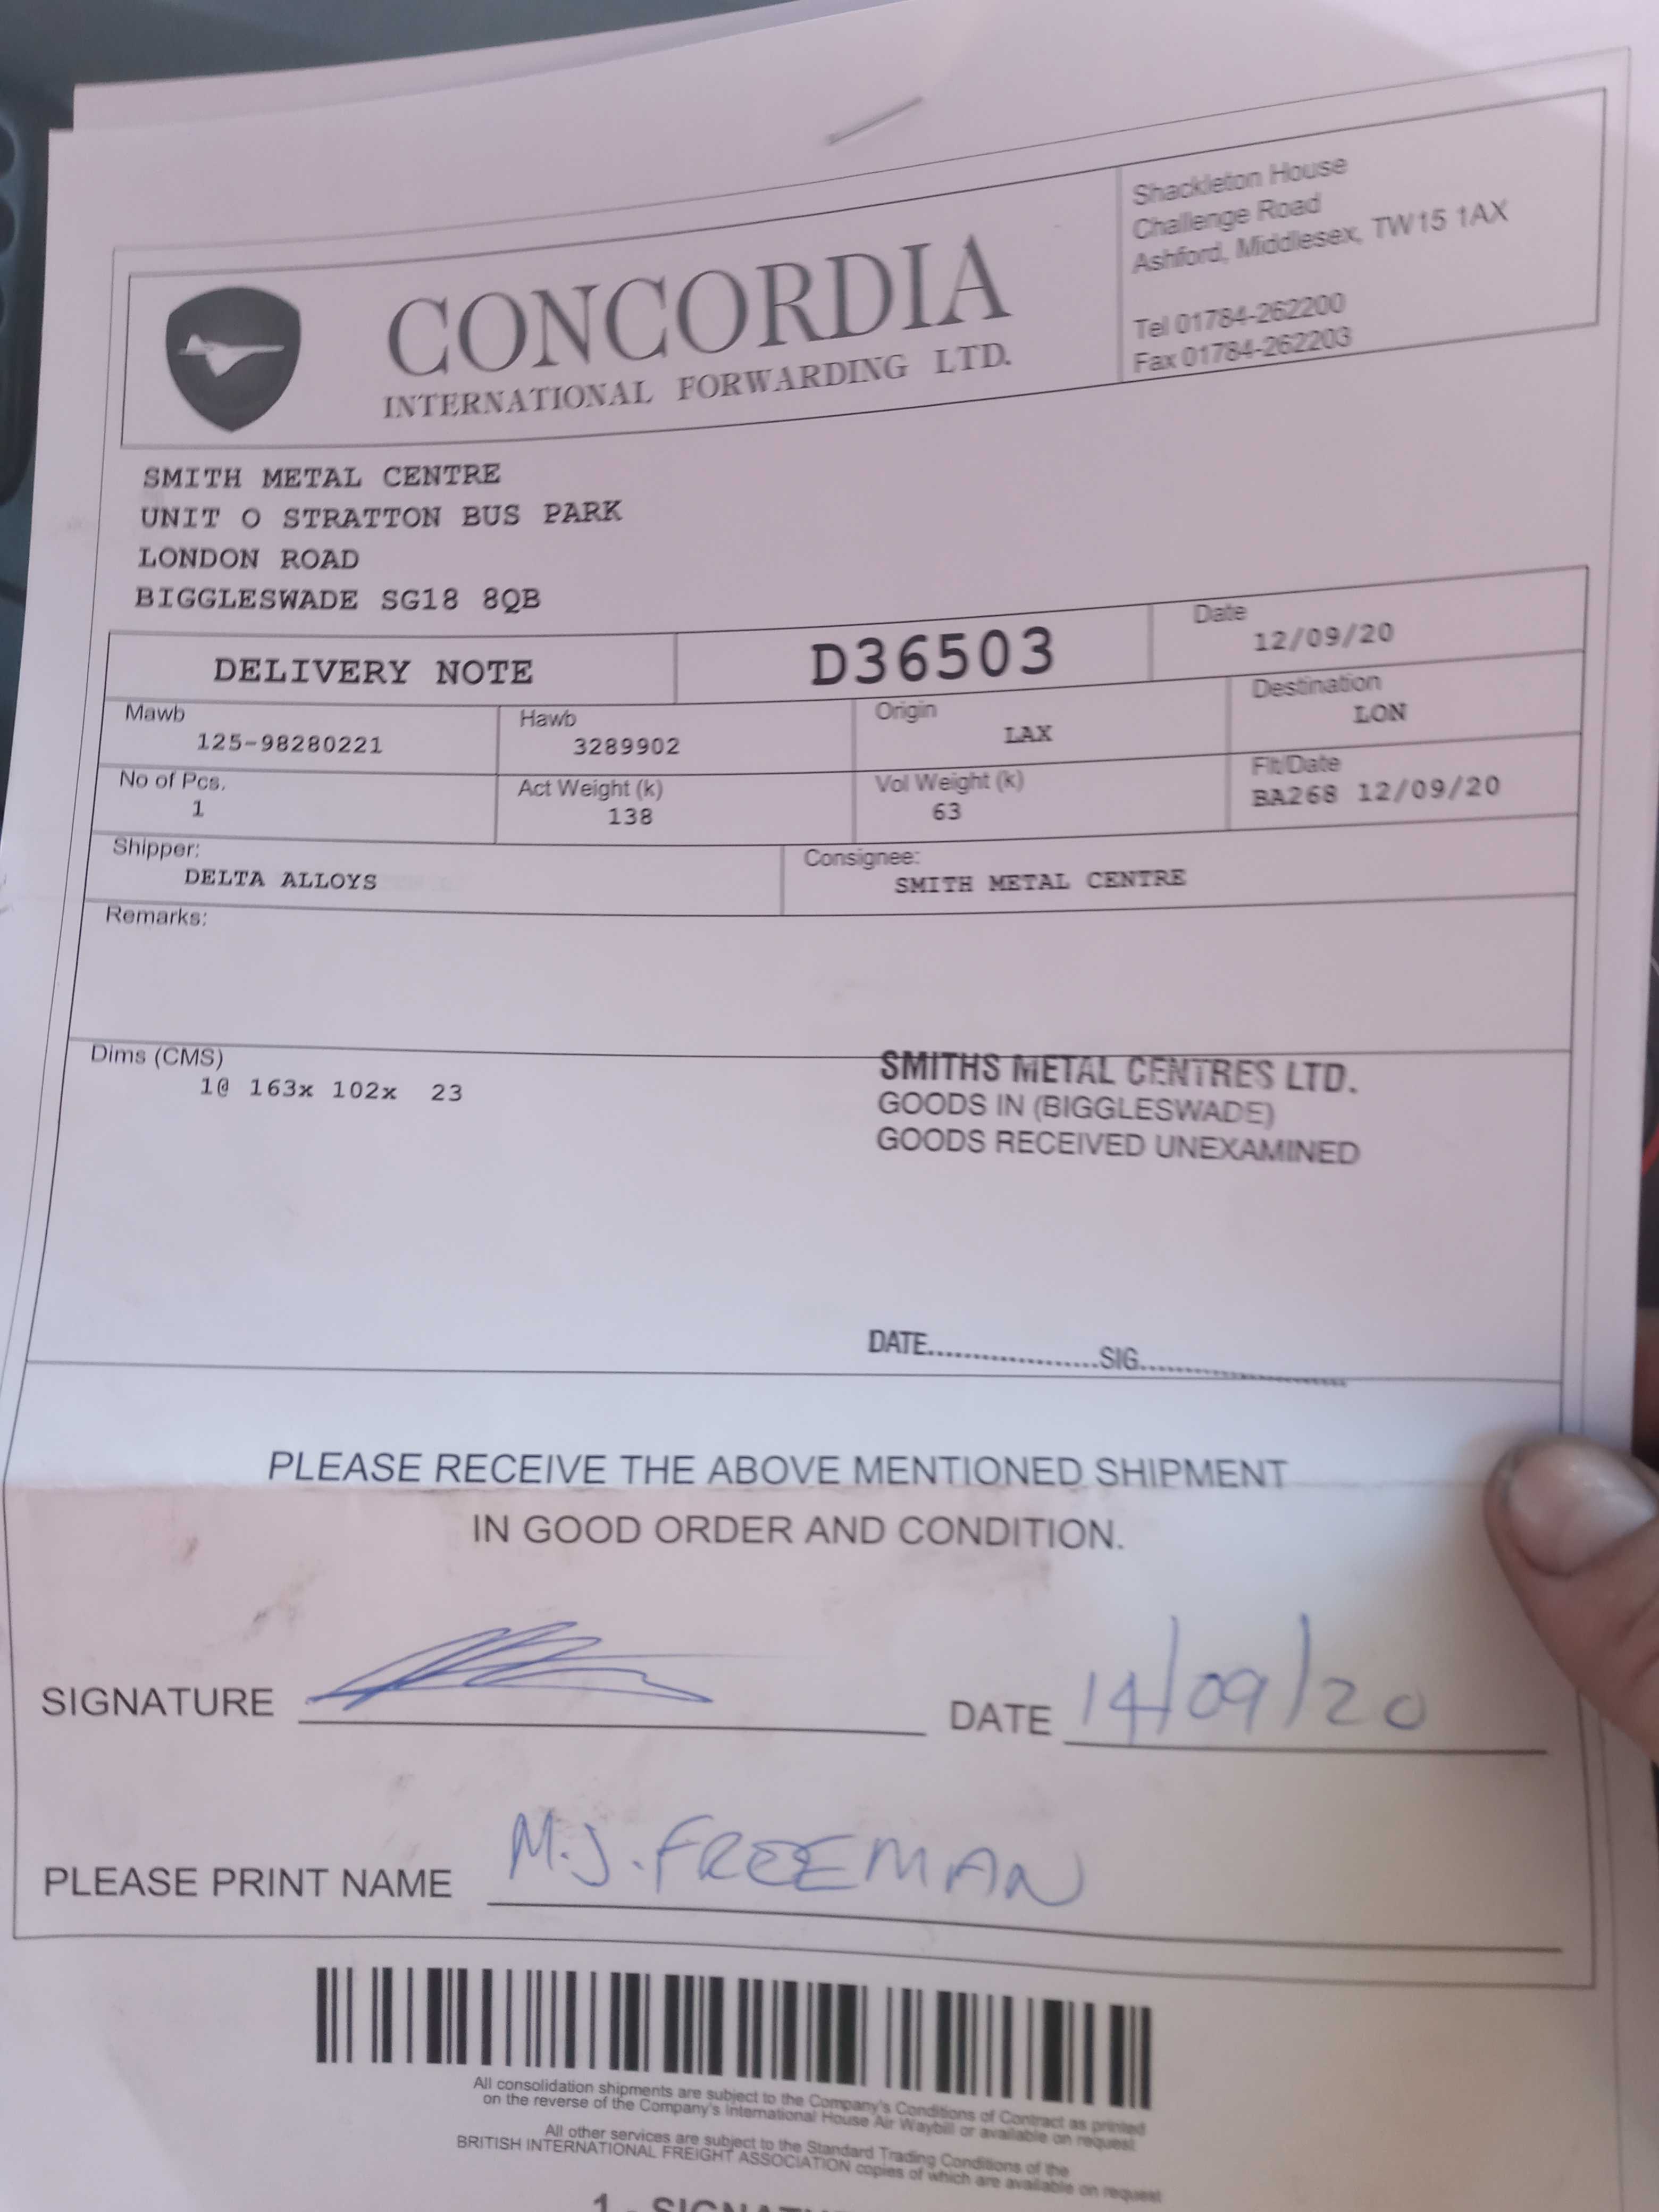 Shackleton House
Challenge Road
Ashford, Middlesex, TW15 1AX
Tel 01784-262200
Fax 01784-262203
CONCORDIA
INTERNATIONAL FORWARDING LTD.
SMITH METAL CENTRE
UNIT O STRATTON BUS PARK
LONDON ROAD
BIGGLESWADE SG18 8QB
DELIVERY NOTE
D36503
Date
12/09/20
Mawb
125-98280221
Hawb
3289902
Origin
LAX
Destination
LON
No of Pcs.
1
Act Weight (k)
138
Vol Weight (k)
63
Flt/Date
BA268 12/09/20
Shipper:
DELTA ALLOYS
Consignee:
SMITH METAL CENTRE
Remarks:
Dims (CMS)
1@ 163x 102x 23
SMITHS METAL CENTRES LTD.
GOODS IN (BIGGLESWADE)
GOODS RECEIVED UNEXAMINED
DATE...................SIG.......................
PLEASE RECEIVE THE ABOVE MENTIONED SHIPMENT
IN GOOD ORDER AND CONDITION.
SIGNATURE
DATE 14/09/20
PLEASE PRINT NAME M.J.FREEMAN
All consolidation shipments are subject to the Company's Conditions of Contract as printed
on the reverse of the Company's International House Air Waybill or available on request
All other services are subject to the Standard Trading Conditions of the
BRITISH INTERNATIONAL FREIGHT ASSOCIATION copies of which are available on request